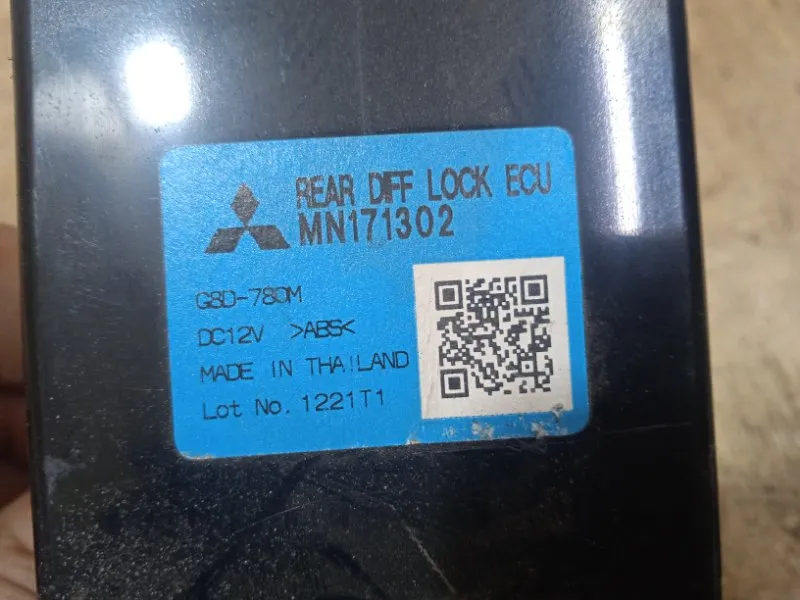 REAR DIFF LOCK ECU
MN171302
G8D-780M
DC12V >ABS<
MADE IN THAILAND
Lot No. 1221T1